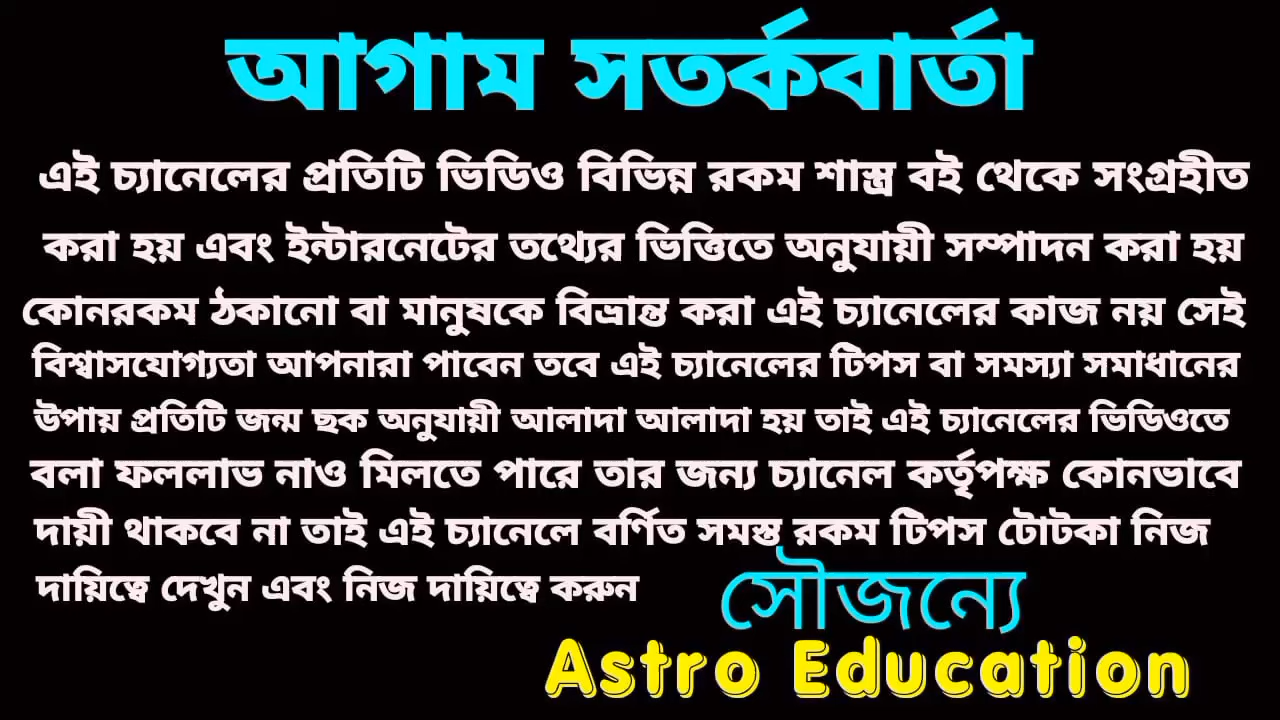 আগাম সতর্কবার্তা
এই চ্যানেলের প্রতিটি ভিডিও বিভিন্ন রকম শাস্ত্র বই থেকে সংগ্রহীত
করা হয় এবং ইন্টারনেটের তথ্যের ভিত্তিতে অনুযায়ী সম্পাদন করা হয়
কোনরকম ঠকানো বা মানুষকে বিভ্রান্ত করা এই চ্যানেলের কাজ নয় সেই
বিশ্বাসযোগ্যতা আপনারা পাবেন তবে এই চ্যানেলের টিপস বা সমস্যা সমাধানের
উপায় প্রতিটি জন্ম ছক অনুযায়ী আলাদা আলাদা হয় তাই এই চ্যানেলের ভিডিওতে
বলা ফললাভ নাও মিলতে পারে তার জন্য চ্যানেল কর্তৃপক্ষ কোনভাবে
দায়ী থাকবে না তাই এই চ্যানেলে বর্ণিত সমস্ত রকম টিপস টোটকা নিজ
দায়িত্বে দেখুন এবং নিজ দায়িত্বে করুন
সৌজন্যে
Astro Education